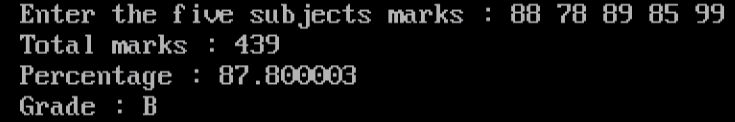 Enter the five subjects marks : 88 78 89 85 99
Total marks : 439
Percentage : 87.800003
Grade : B